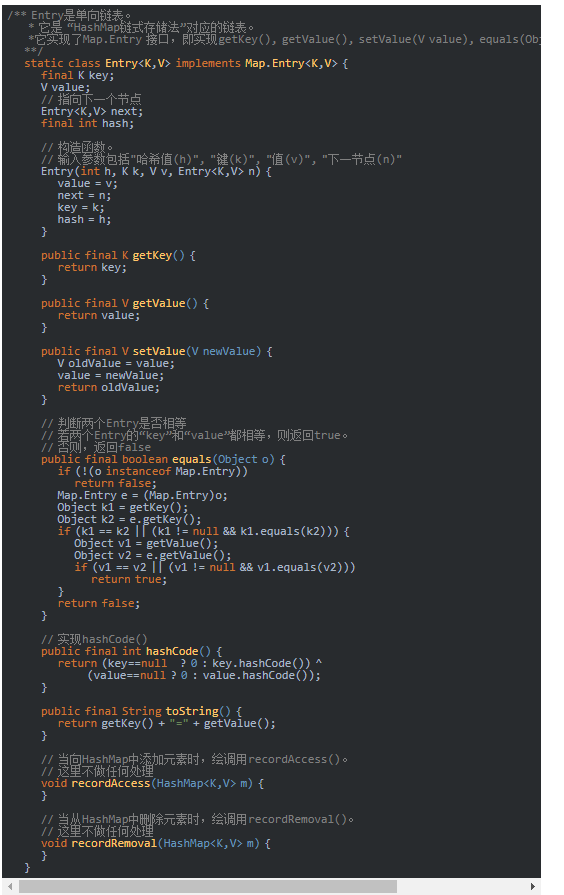 /** Entry是单向链表。
* 它是 “HashMap链式存储法”对应的链表。
*它实现了Map.Entry 接口，即实现getKey(), getValue(), setValue(V value), equals(Obj
**/
static class Entry<K,V> implements Map.Entry<K,V> {
final K key;
V value;
// 指向下一个节点
Entry<K,V> next;
final int hash;
// 构造函数。
// 输入参数包括"哈希值(h)", "键(k)", "值(v)", "下一节点(n)"
Entry(int h, K k, V v, Entry<K,V> n) {
value = v;
next = n;
key = k;
hash = h;
}
public final K getKey() {
return key;
}
public final V getValue() {
return value;
}
public final V setValue(V newValue) {
V oldValue = value;
value = newValue;
return oldValue;
}
// 判断两个Entry是否相等
// 若两个Entry的“key”和“value”都相等，则返回true。
// 否则，返回false
public final boolean equals(Object o) {
if (!(o instanceof Map.Entry))
return false;
Map.Entry e = (Map.Entry)o;
Object k1 = getKey();
Object k2 = e.getKey();
if (k1 == k2 || (k1 != null && k1.equals(k2))) {
Object v1 = getValue();
Object v2 = e.getValue();
if (v1 == v2 || (v1 != null && v1.equals(v2)))
return true;
}
return false;
}
// 实现hashCode()
public final int hashCode() {
return (key==null ? 0 : key.hashCode()) ^
(value==null ? 0 : value.hashCode());
}
public final String toString() {
return getKey() + "=" + getValue();
}
// 当向HashMap中添加元素时，绘调用recordAccess()。
// 这里不做任何处理
void recordAccess(HashMap<K,V> m) {
}
// 当从HashMap中删除元素时，绘调用recordRemoval()。
// 这里不做任何处理
void recordRemoval(HashMap<K,V> m) {
}
}